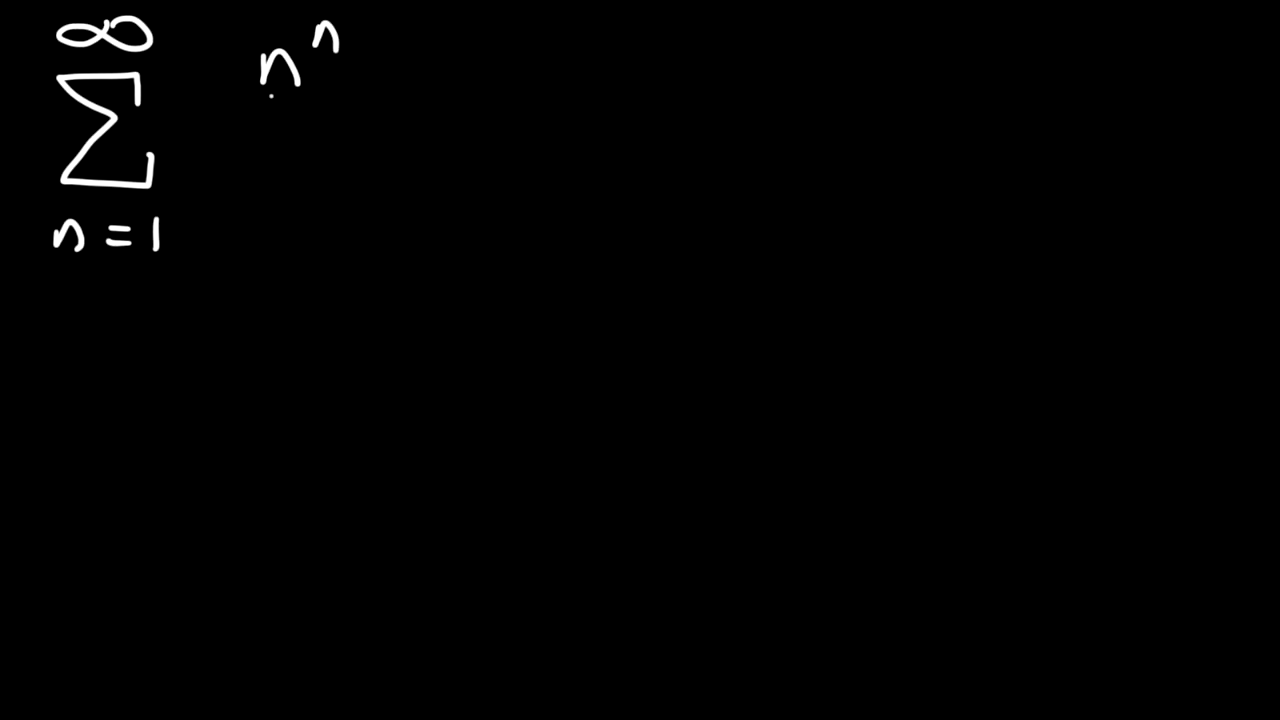 ∞
∑ n^n
n = 1